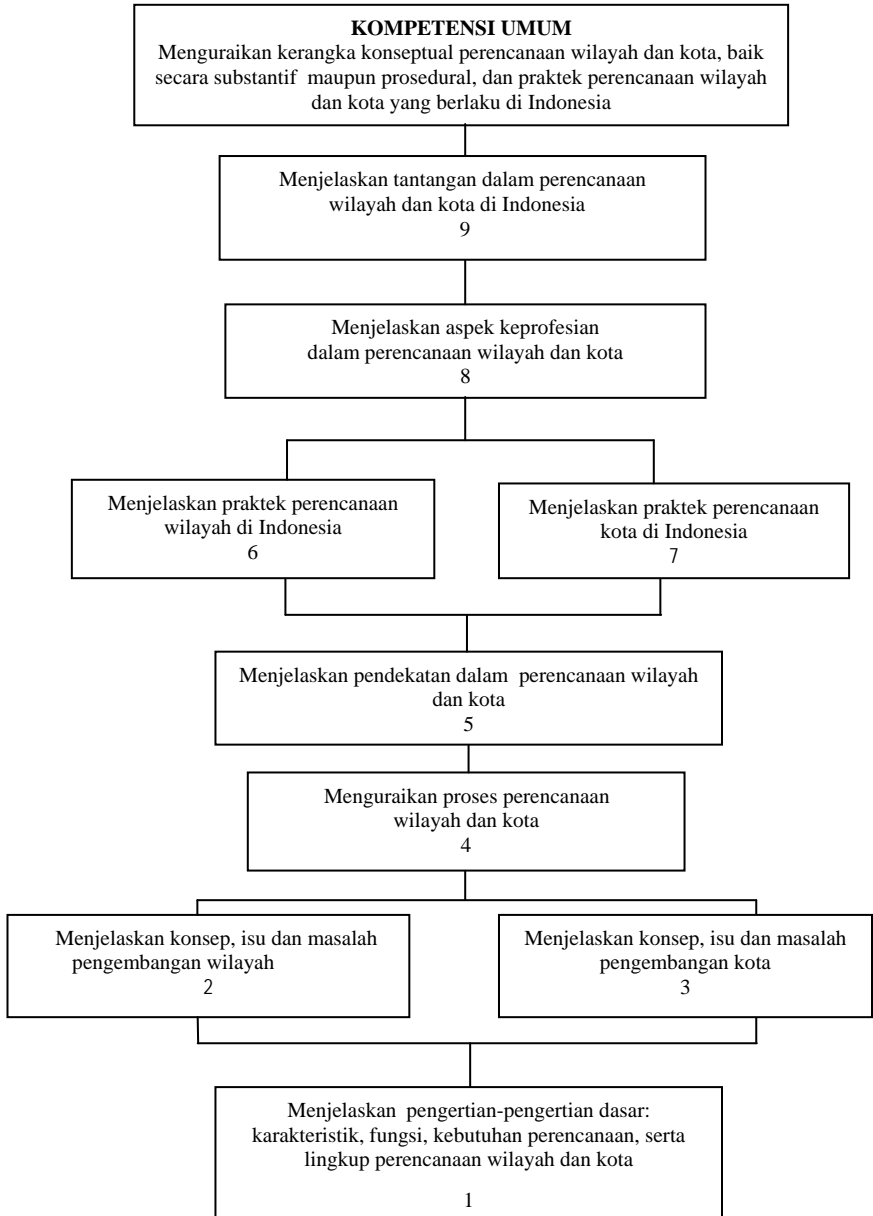 KOMPETENSI UMUM
Menguraikan kerangka konseptual perencanaan wilayah dan kota, baik
secara substantif maupun prosedural, dan praktek perencanaan wilayah
dan kota yang berlaku di Indonesia
Menjelaskan tantangan dalam perencanaan
wilayah dan kota di Indonesia
9
Menjelaskan aspek keprofesian
dalam perencanaan wilayah dan kota
8
Menjelaskan praktek perencanaan
wilayah di Indonesia
6
Menjelaskan praktek perencanaan
kota di Indonesia
7
Menjelaskan pendekatan dalam perencanaan wilayah
dan kota
5
Menguraikan proses perencanaan
wilayah dan kota
4
Menjelaskan konsep, isu dan masalah
pengembangan wilayah
2
Menjelaskan konsep, isu dan masalah
pengembangan kota
3
Menjelaskan pengertian-pengertian dasar:
karakteristik, fungsi, kebutuhan perencanaan, serta
lingkup perencanaan wilayah dan kota
1